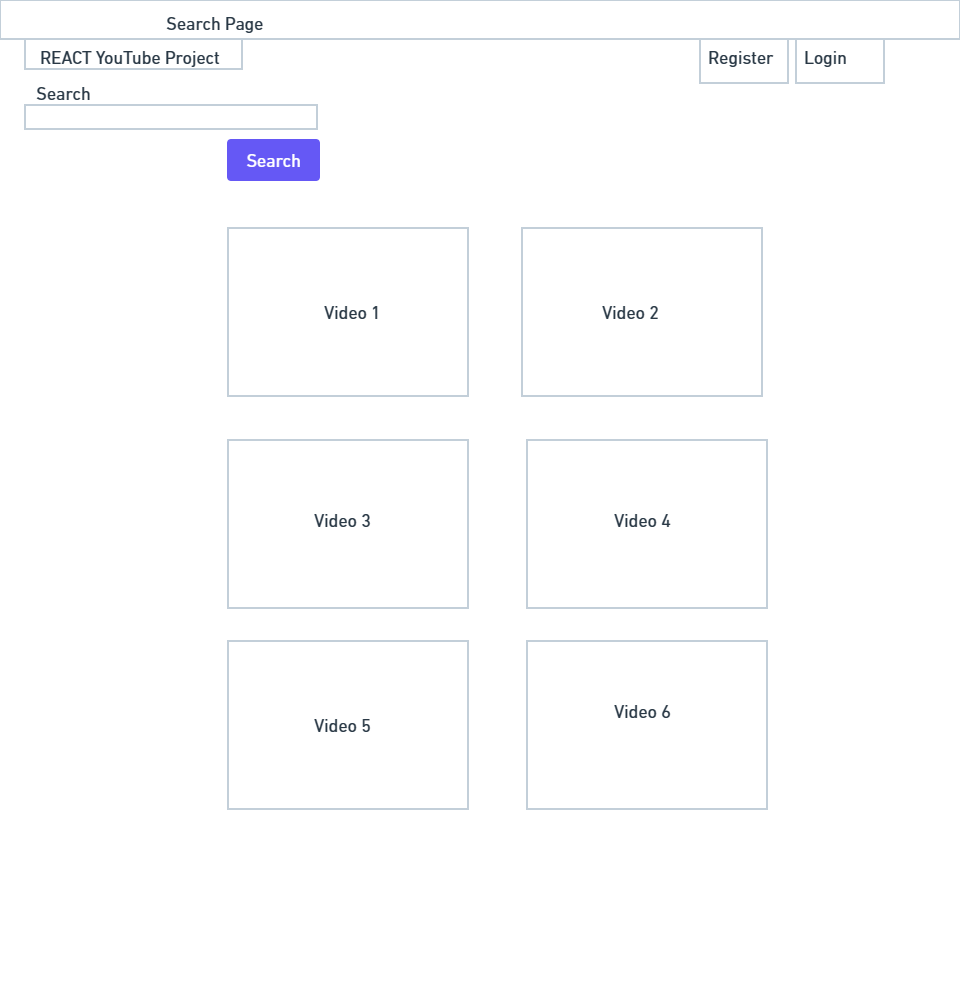 Search Page
REACT YouTube Project
Register
Login
Search
Search
Video 1
Video 2
Video 3
Video 4
Video 5
Video 6